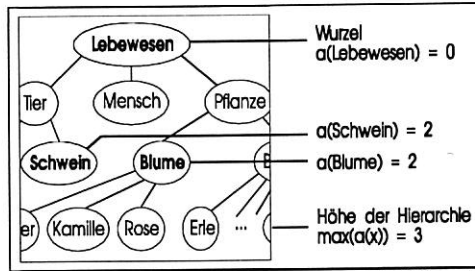 Lebewesen
Wurzel
a(Lebewesen) = 0
Tier
Mensch
Pflanze
Schwein
a(Schwein) = 2
Blume
a(Blume) = 2
er
Kamille
Rose
Erle
...
Höhe der Hierarchie
max(a(x)) = 3